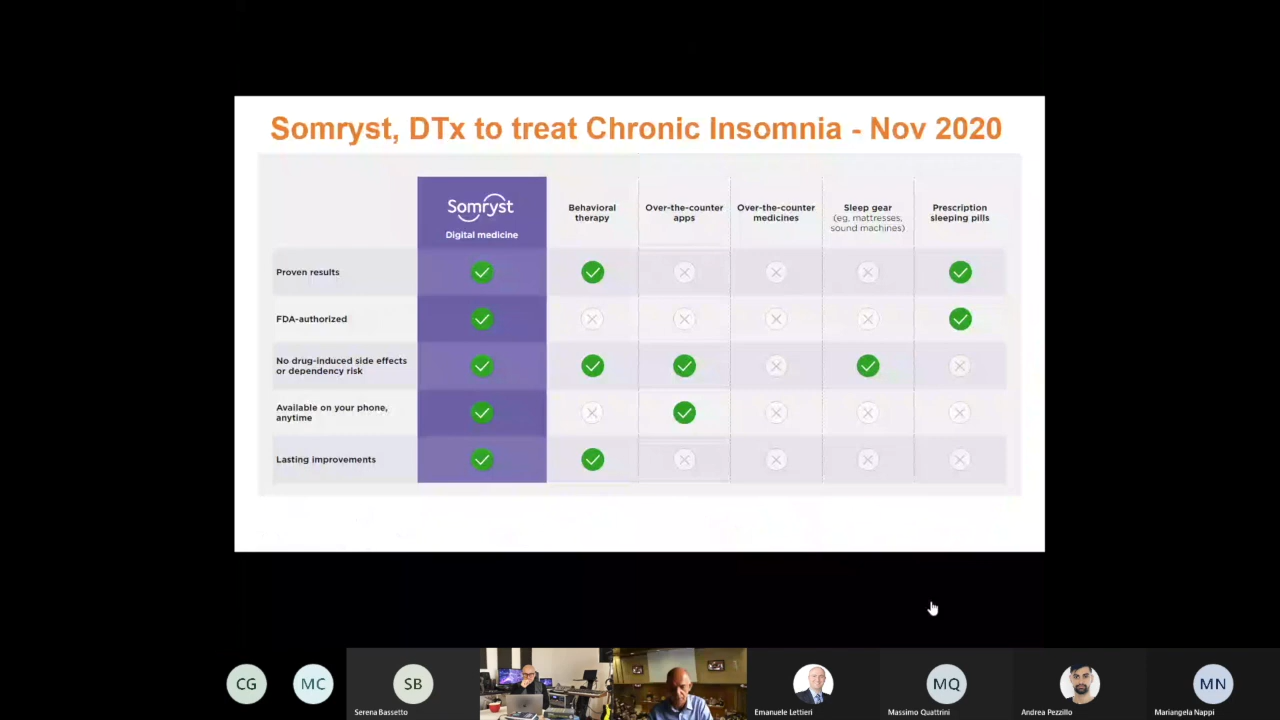 Somryst, DTx to treat Chronic Insomnia - Nov 2020
Somryst
Digital medicine
Behavioral
therapy
Over-the-counter
apps
Over-the-counter
medicines
Sleep gear
(eg, mattresses,
sound machines)
Prescription
sleeping pills
Proven results
FDA-authorized
No drug-induced side effects
or dependency risk
Available on your phone,
anytime
Lasting improvements
CG
MC
SB
Serena Bassetto
Emanuele Lettieri
MQ
Massimo Quattrini
Andrea Pezzillo
MN
Mariangela Nappi